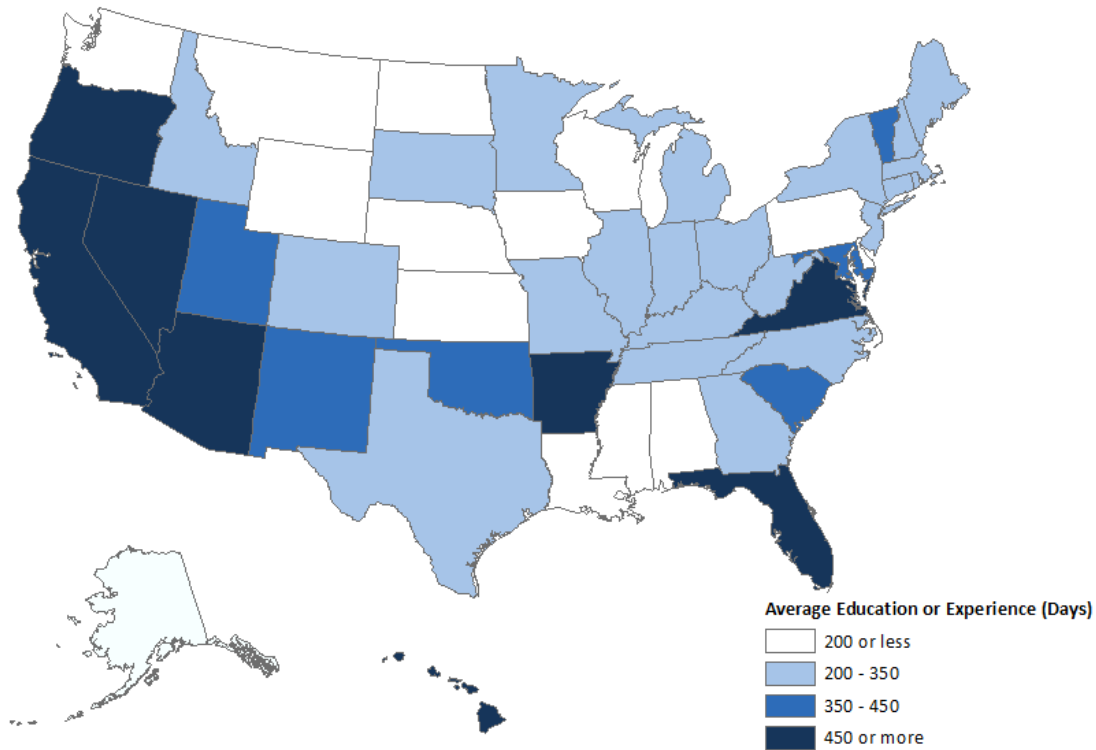 Average Education or Experience (Days)
200 or less
200 - 350
350 - 450
450 or more